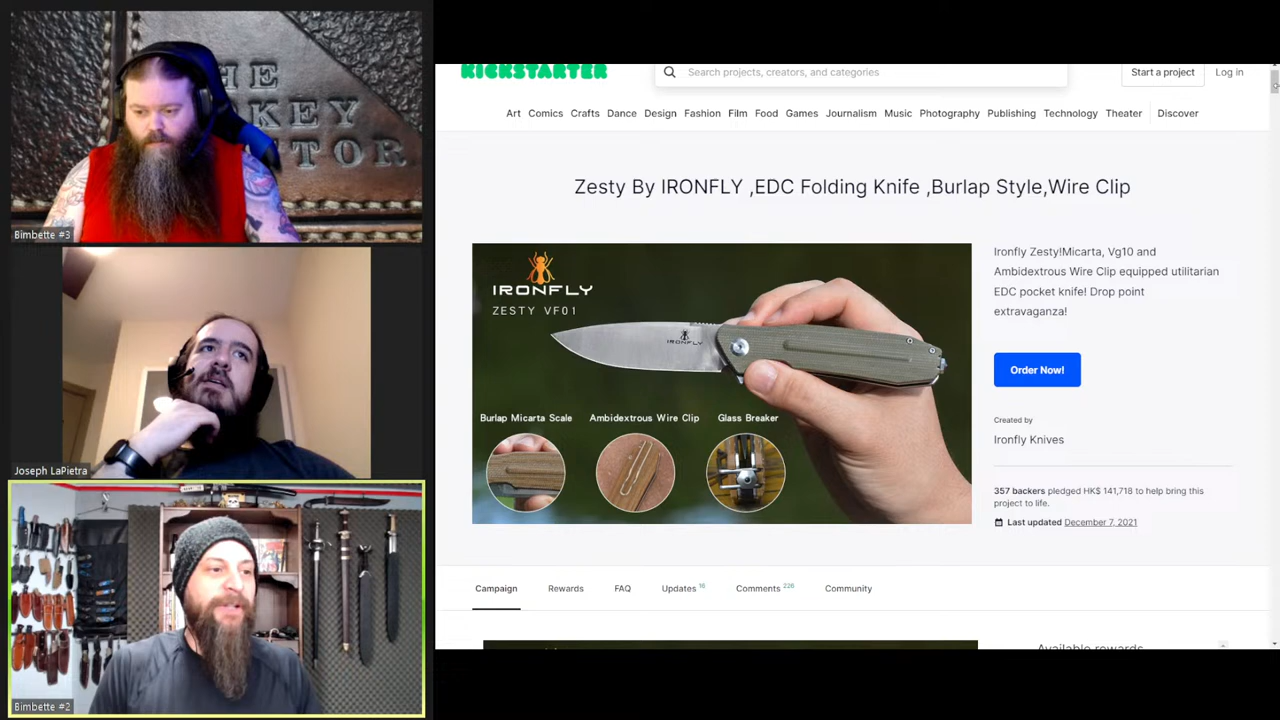 THE
KEY
TOR
Bimbette #3
Joseph LaPietra
Bimbette #2
KICKSTARTER
Search projects, creators, and categories
Start a project
Log in
Art Comics Crafts Dance Design Fashion Film Food Games Journalism Music Photography Publishing Technology Theater Discover
Zesty By IRONFLY ,EDC Folding Knife ,Burlap Style,Wire Clip
IRONFLY
ZESTY VF01
IRONFLY
Burlap Micarta Scale
Ambidextrous Wire Clip
Glass Breaker
Ironfly Zesty!Micarta, Vg10 and
Ambidextrous Wire Clip equipped utilitarian
EDC pocket knife! Drop point
extravaganza!
Order Now!
Created by
Ironfly Knives
357 backers pledged HK$ 141,718 to help bring this
project to life.
Last updated December 7, 2021
Campaign Rewards FAQ Updates 16 Comments 226 Community
Available rewards